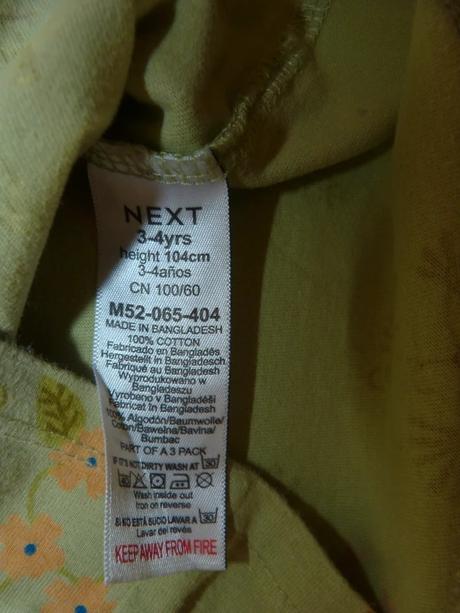 NEXT
3-4yrs
height 104cm
3-4años
CN 100/60
M52-065-404
MADE IN BANGLADESH
100% COTTON
Fabricado en Bangladés
Hergestellt in Bangladesch
Fabriqué au Bangladesh
Wyprodukowano w
Bangladeszu
Vyrobeno v Bangladéši
Fabricat în Bangladesh
100% Algodón/Baumwolle/
Coton/Bawełna/Bavlna/
Bumbac
PART OF A 3 PACK
IF IT'S NOT DIRTY WASH AT 30
40
Wash inside out
Iron on reverse
SI NO ESTÁ SUCIO LAVAR A 30
Lavar del revés
KEEP AWAY FROM FIRE